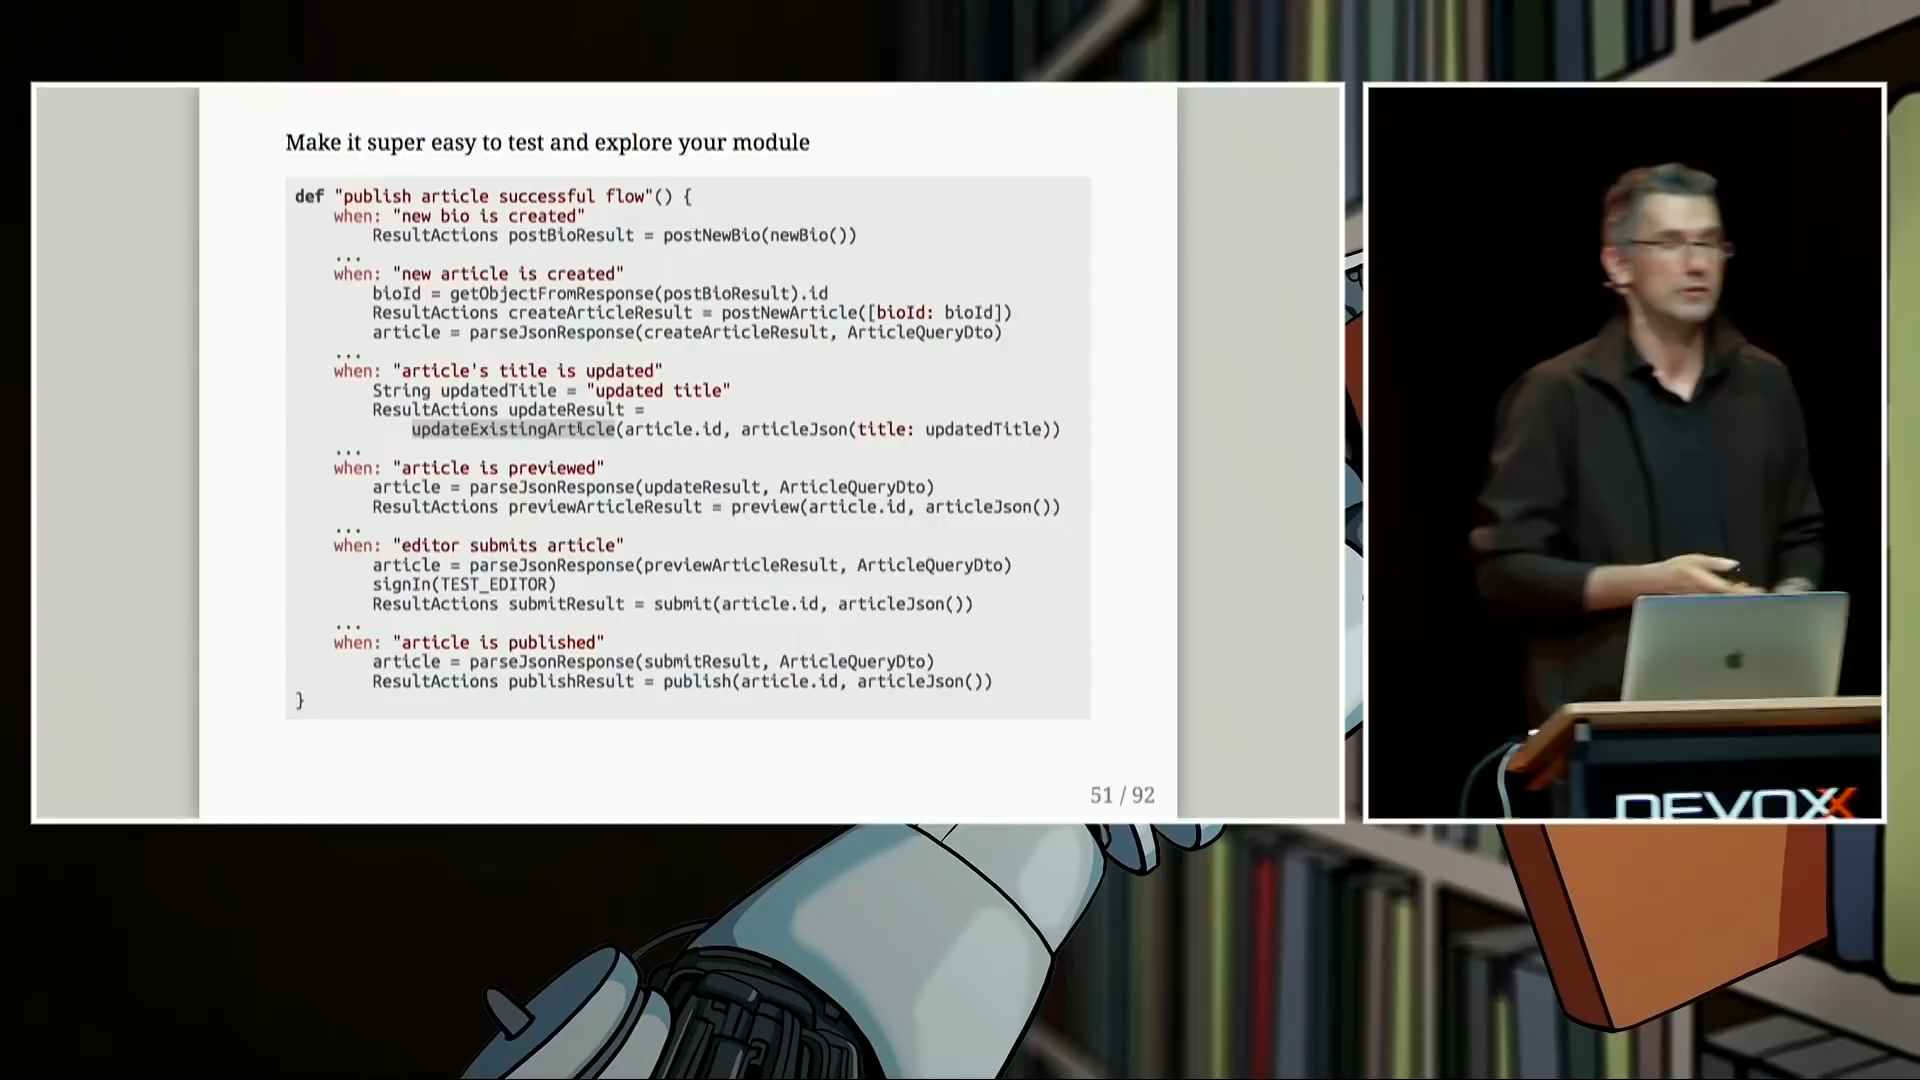 Make it super easy to test and explore your module
def "publish article successful flow"() {
when: "new bio is created"
ResultActions postBioResult = postNewBio(newBio())
...
when: "new article is created"
bioId = getObjectFromResponse(postBioResult).id
ResultActions createArticleResult = postNewArticle([bioId: bioId])
article = parseJsonResponse(createArticleResult, ArticleQueryDto)
...
when: "article's title is updated"
String updatedTitle = "updated title"
ResultActions updateResult =
updateExistingArticle(article.id, articleJson(title: updatedTitle))
...
when: "article is previewed"
article = parseJsonResponse(updateResult, ArticleQueryDto)
ResultActions previewArticleResult = preview(article.id, articleJson())
...
when: "editor submits article"
article = parseJsonResponse(previewArticleResult, ArticleQueryDto)
signIn(TEST_EDITOR)
ResultActions submitResult = submit(article.id, articleJson())
...
when: "article is published"
article = parseJsonResponse(submitResult, ArticleQueryDto)
ResultActions publishResult = publish(article.id, articleJson())
}
51 / 92
DEVOXX